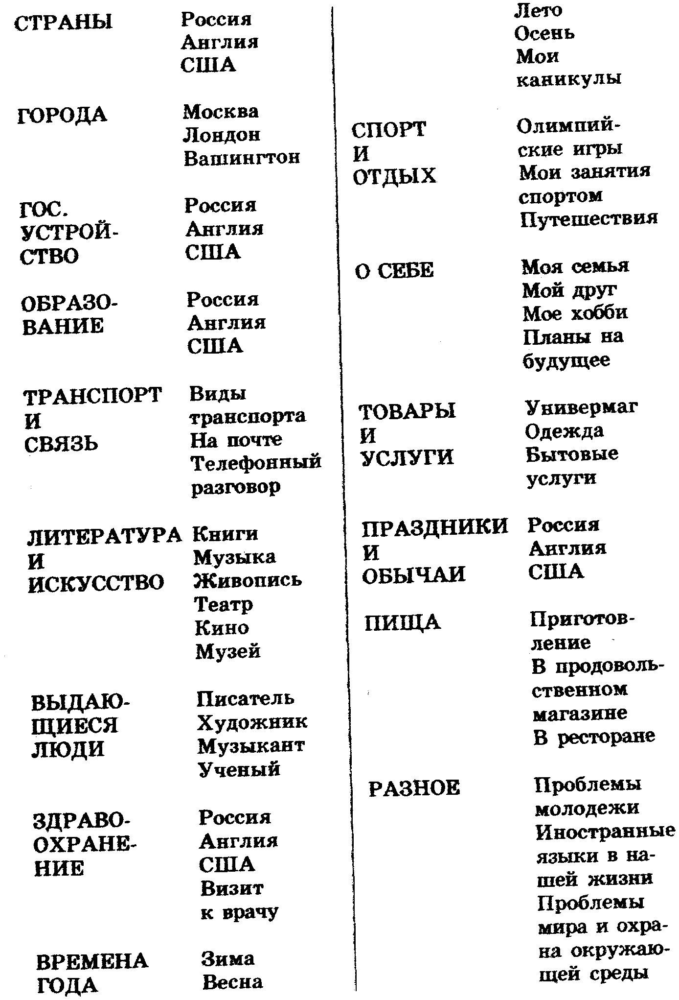 СТРАНЫ Россия
Англия
США
ГОРОДА Москва
Лондон
Вашингтон
ГОС. Россия
УСТРОЙ- Англия
СТВО США
ОБРАЗО- Россия
ВАНИЕ Англия
США
ТРАНСПОРТ Виды
И транспорта
СВЯЗЬ На почте
Телефонный
разговор
ЛИТЕРАТУРА Книги
И Музыка
ИСКУССТВО Живопись
Театр
Кино
Музей
ВЫДАЮ- Писатель
ЩИЕСЯ Художник
ЛЮДИ Музыкант
Ученый
ЗДРАВО- Россия
ОХРАНЕ- Англия
НИЕ США
Визит
к врачу
ВРЕМЕНА Зима
ГОДА Весна
Лето
Осень
Мои
каникулы
СПОРТ Олимпий-
И ские игры
ОТДЫХ Мои занятия
спортом
Путешествия
О СЕБЕ Моя семья
Мой друг
Мое хобби
Планы на
будущее
ТОВАРЫ Универмаг
И Одежда
УСЛУГИ Бытовые
услуги
ПРАЗДНИКИ Россия
И Англия
ОБЫЧАИ США
ПИЩА Приготов-
ление
В продоволь-
ственном
магазине
В ресторане
РАЗНОЕ Проблемы
молодежи
Иностранные
языки в на-
шей жизни
Проблемы
мира и охра-
на окружаю-
щей среды